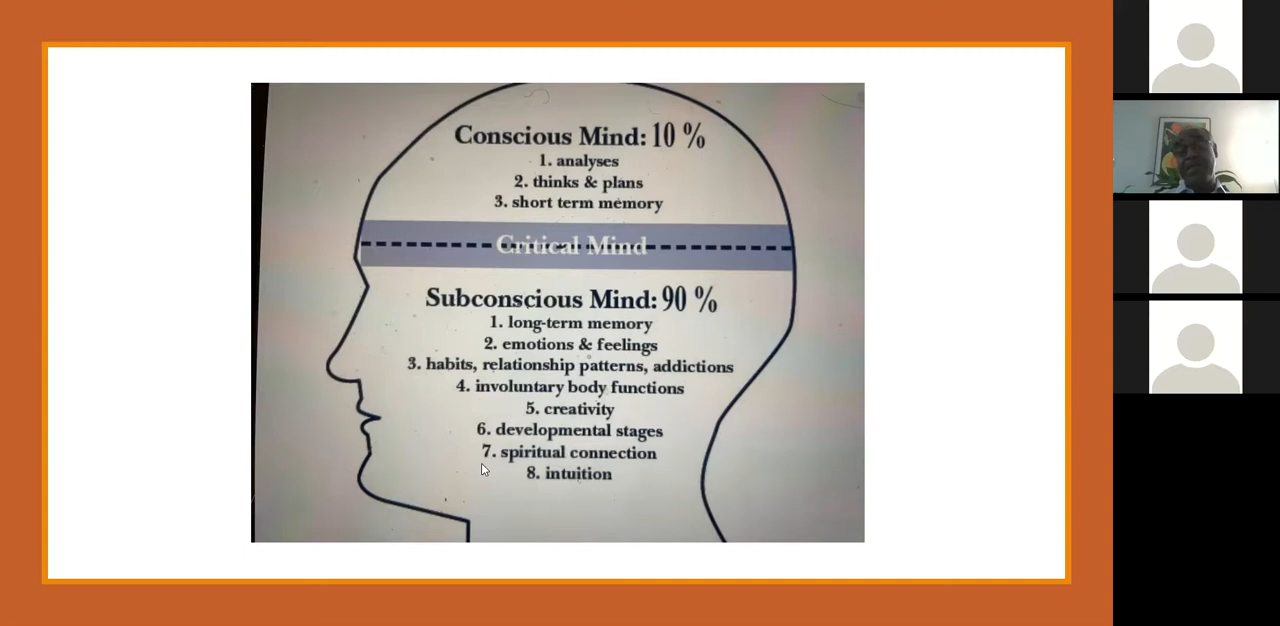 Conscious Mind: 10 %
1. analyses
2. thinks & plans
3. short term memory
Critical Mind
Subconscious Mind: 90 %
1. long-term memory
2. emotions & feelings
3. habits, relationship patterns, addictions
4. involuntary body functions
5. creativity
6. developmental stages
7. spiritual connection
8. intuition